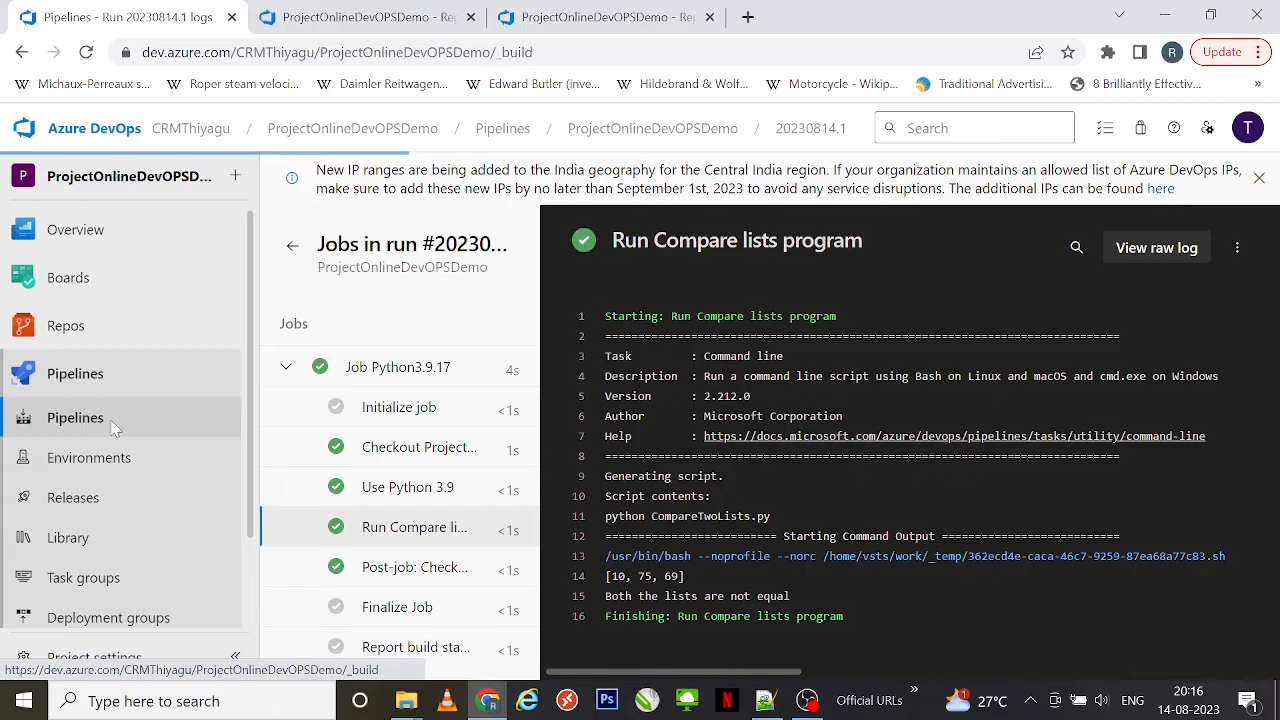 Pipelines - Run 20230814.1 logs
ProjectOnlineDevOPSDemo - Rep
ProjectOnlineDevOPSDemo - Rep
dev.azure.com/CRMThiyagu/ProjectOnlineDevOPSDemo/_build
R
Update
Michaux-Perreaux s...
Roper steam veloci...
Daimler Reitwagen...
Edward Butler (inve...
Hildebrand & Wolf...
Motorcycle - Wikip...
Traditional Advertisi...
8 Brilliantly Effectiv...
Azure DevOps CRMThiyagu / ProjectOnlineDevOPSDemo / Pipelines / ProjectOnlineDevOPSDem / 20230814.1
Search
T
P ProjectOnlineDevOPSD...
New IP ranges are being added to the India geography for the Central India region. If your organization maintains an allowed list of Azure DevOps IPs,
make sure to add these new IPs by no later than September 1st, 2023 to avoid any service disruptions. The additional IPs can be found here
Overview
Boards
Repos
Pipelines
Pipelines
Environments
Releases
Library
Task groups
Deployment groups
Project settings
https://dev.azure.com/CRMThiyagu/ProjectOnlineDevOPSDemo/_build
Jobs in run #20230...
ProjectOnlineDevOPSDemo
Jobs
Job Python3.9.17 4s
Initialize job <1s
Checkout Project... 1s
Use Python 3.9 <1s
Run Compare li... <1s
Post-job: Check... <1s
Finalize Job <1s
Report build sta... <1s
Run Compare lists program
View raw log
1 Starting: Run Compare lists program
2 ==============================================================================
3 Task : Command line
4 Description : Run a command line script using Bash on Linux and macOS and cmd.exe on Windows
5 Version : 2.212.0
6 Author : Microsoft Corporation
7 Help : https://docs.microsoft.com/azure/devops/pipelines/tasks/utility/command-line
8 ==============================================================================
9 Generating script.
10 Script contents:
11 python CompareTwoLists.py
12 ========================== Starting Command Output ===========================
13 /usr/bin/bash --noprofile --norc /home/vsts/work/_temp/362ecd4e-caca-46c7-9259-87ea68a77c83.sh
14 [10, 75, 69]
15 Both the lists are not equal
16 Finishing: Run Compare lists program
Type here to search
Official URLs
27°C
ENG
20:16
14-08-2023